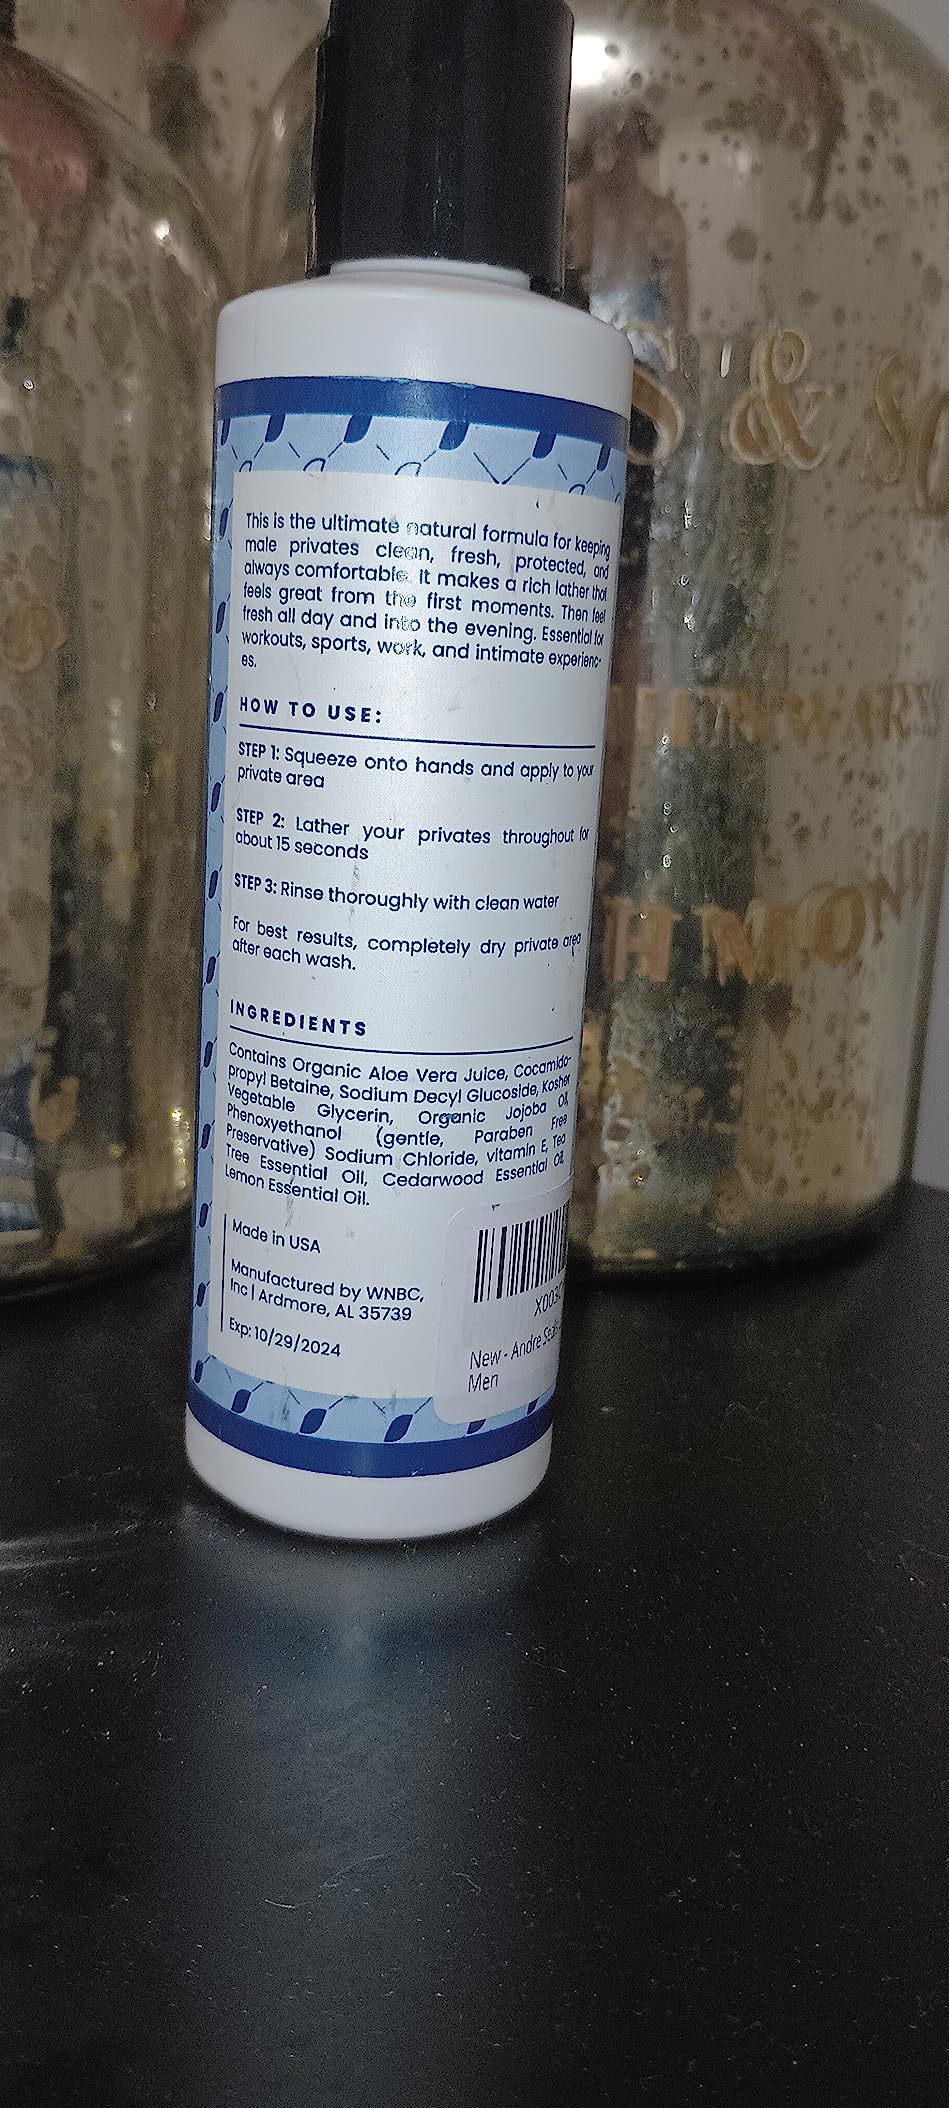 This is the ultimate natural formula for keeping
male privates clean, fresh, protected, and
always comfortable. It makes a rich lather that
feels great from the first moments. Then feel
fresh all day and into the evening. Essential for
workouts, sports, work, and intimate experienc-
es.
HOW TO USE:
STEP 1: Squeeze onto hands and apply to your
private area
STEP 2: Lather your privates throughout for
about 15 seconds
STEP 3: Rinse thoroughly with clean water
For best results, completely dry private area
after each wash.
INGREDIENTS
Contains Organic Aloe Vera Juice, Cocamido-
propyl Betaine, Sodium Decyl Glucoside, Kosher
Vegetable Glycerin, Organic Jojoba Oil,
Phenoxyethanol (gentle, Paraben Free
Preservative) Sodium Chloride, vitamin E, Tea
Tree Essential Oil, Cedarwood Essential Oil,
Lemon Essential Oil.
Made in USA
Manufactured by WNBC,
Inc | Ardmore, AL 35739
Exp: 10/29/2024
New - Andre
Men
S & S